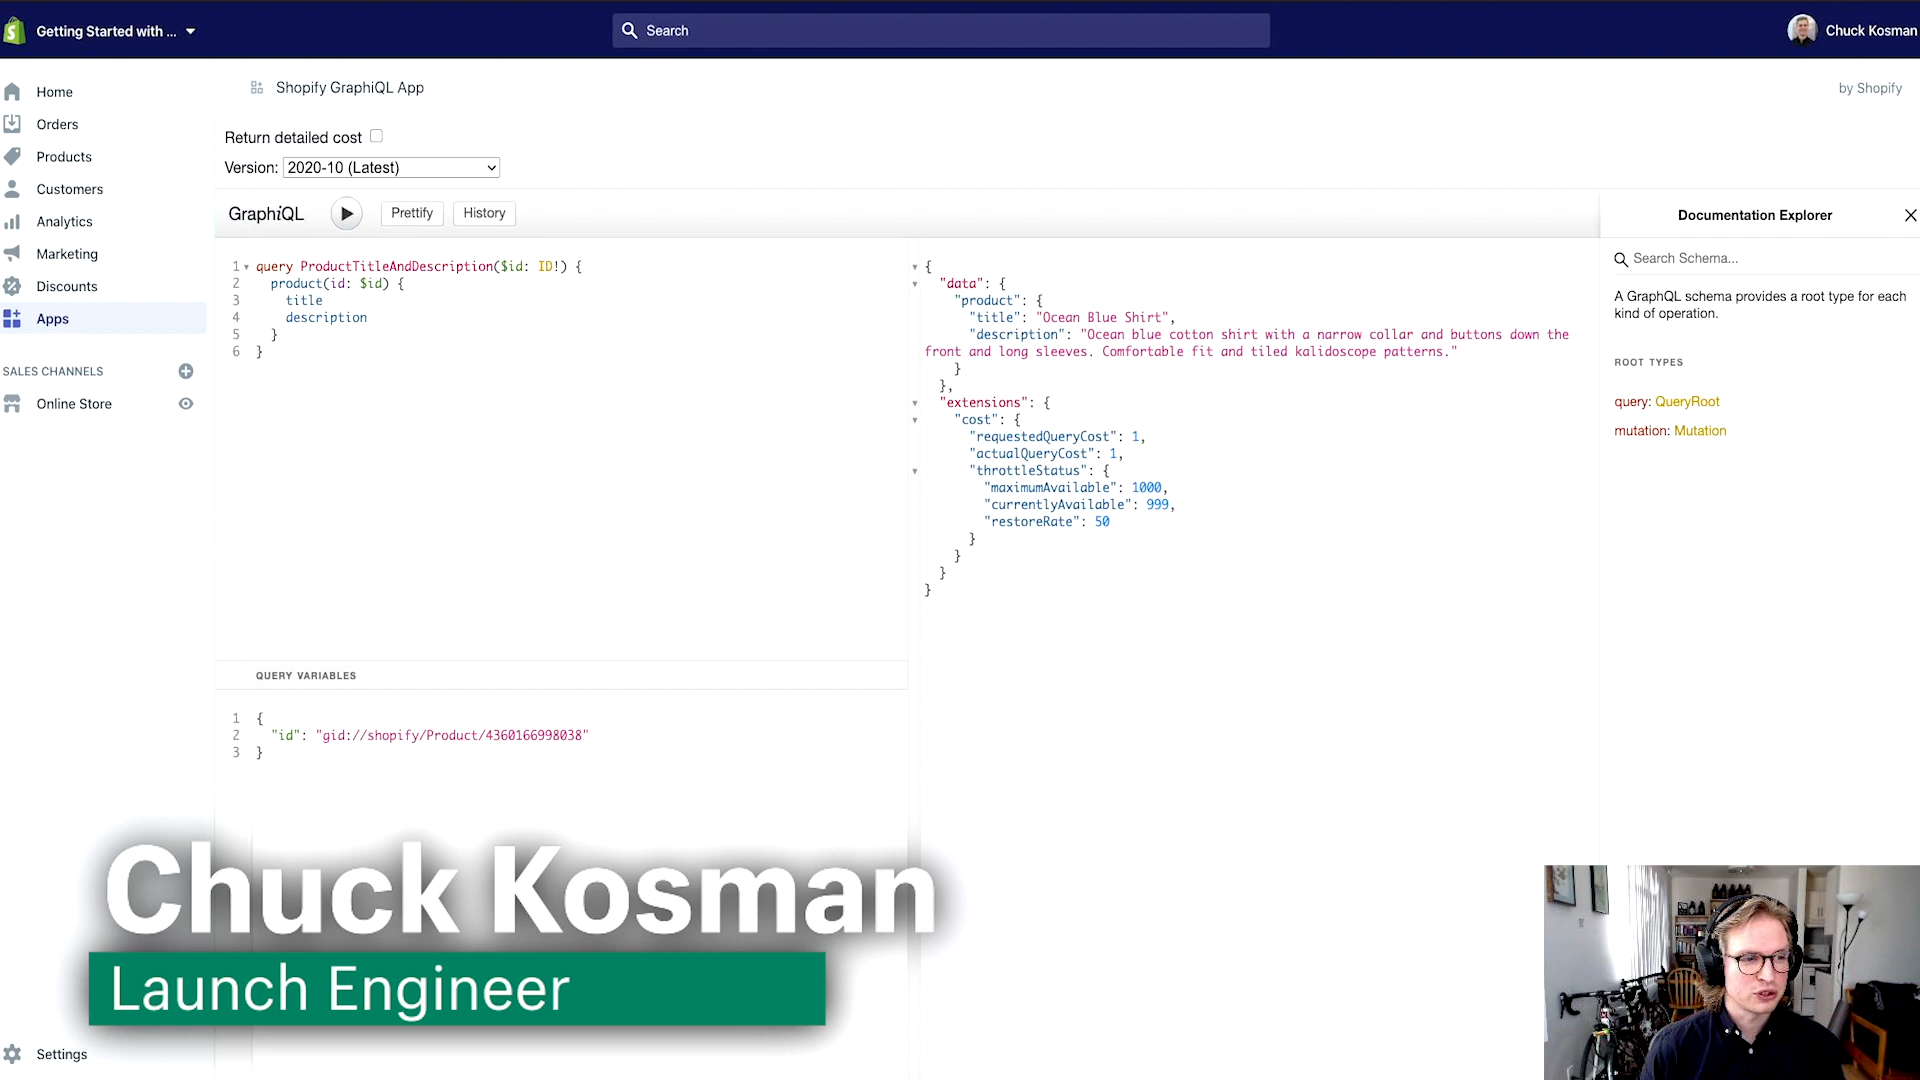 Getting Started with ...
Search
Chuck Kosman
Home
Orders
Products
Customers
Analytics
Marketing
Discounts
Apps
SALES CHANNELS
Online Store
Settings
Shopify GraphiQL App
by Shopify
Return detailed cost
Version: 2020-10 (Latest)
GraphiQL
Prettify
History
1 query ProductTitleAndDescription($id: ID!) {
2 product(id: $id) {
3 title
4 description
5 }
6 }
QUERY VARIABLES
1 {
2 "id": "gid://shopify/Product/4360166998038"
3 }
{
"data": {
"product": {
"title": "Ocean Blue Shirt",
"description": "Ocean blue cotton shirt with a narrow collar and buttons down the
front and long sleeves. Comfortable fit and tiled kalidoscope patterns."
}
},
"extensions": {
"cost": {
"requestedQueryCost": 1,
"actualQueryCost": 1,
"throttleStatus": {
"maximumAvailable": 1000,
"currentlyAvailable": 999,
"restoreRate": 50
}
}
}
}
Documentation Explorer
Search Schema...
A GraphQL schema provides a root type for each
kind of operation.
ROOT TYPES
query: QueryRoot
mutation: Mutation
Chuck Kosman
Launch Engineer